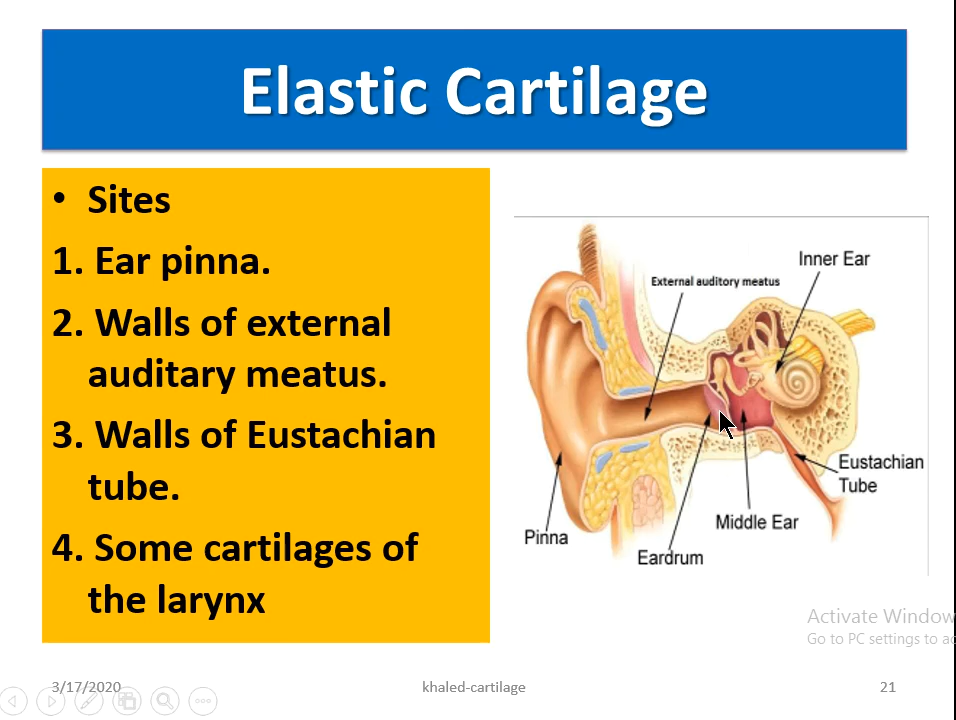 Elastic Cartilage
• Sites
1. Ear pinna.
2. Walls of external
auditary meatus.
3. Walls of Eustachian
tube.
4. Some cartilages of
the larynx
Inner Ear
External auditory meatus
Eustachian
Tube
Middle Ear
Pinna
Eardrum
Activate Window
Go to PC settings to ac
3/17/2020
khaled-cartilage
21